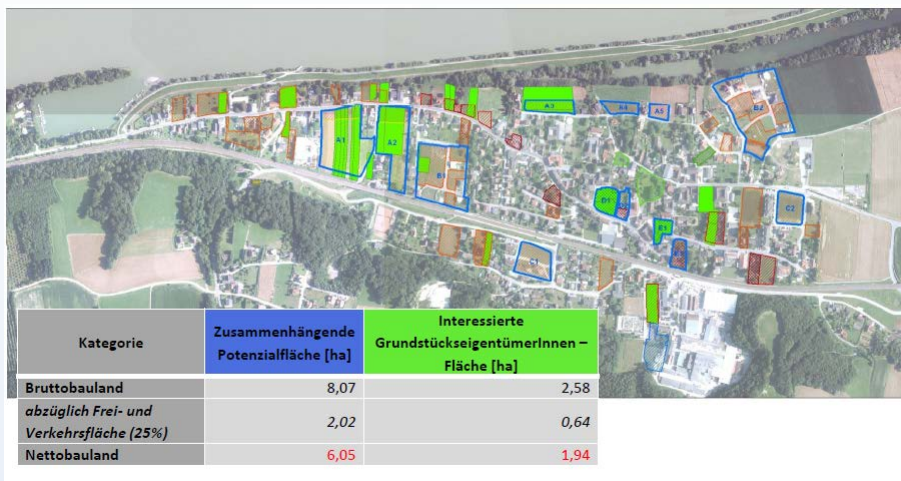 A1
A2
A3
A4
A5
B1
B2
C1
C2
D1
E1
Kategorie
Zusammenhängende
Potenzialfläche [ha]
Interessierte
GrundstückseigentümerInnen –
Fläche [ha]
Bruttobauland 8,07 2,58
abzüglich Frei- und
Verkehrsfläche (25%) 2,02 0,64
Nettobauland 6,05 1,94